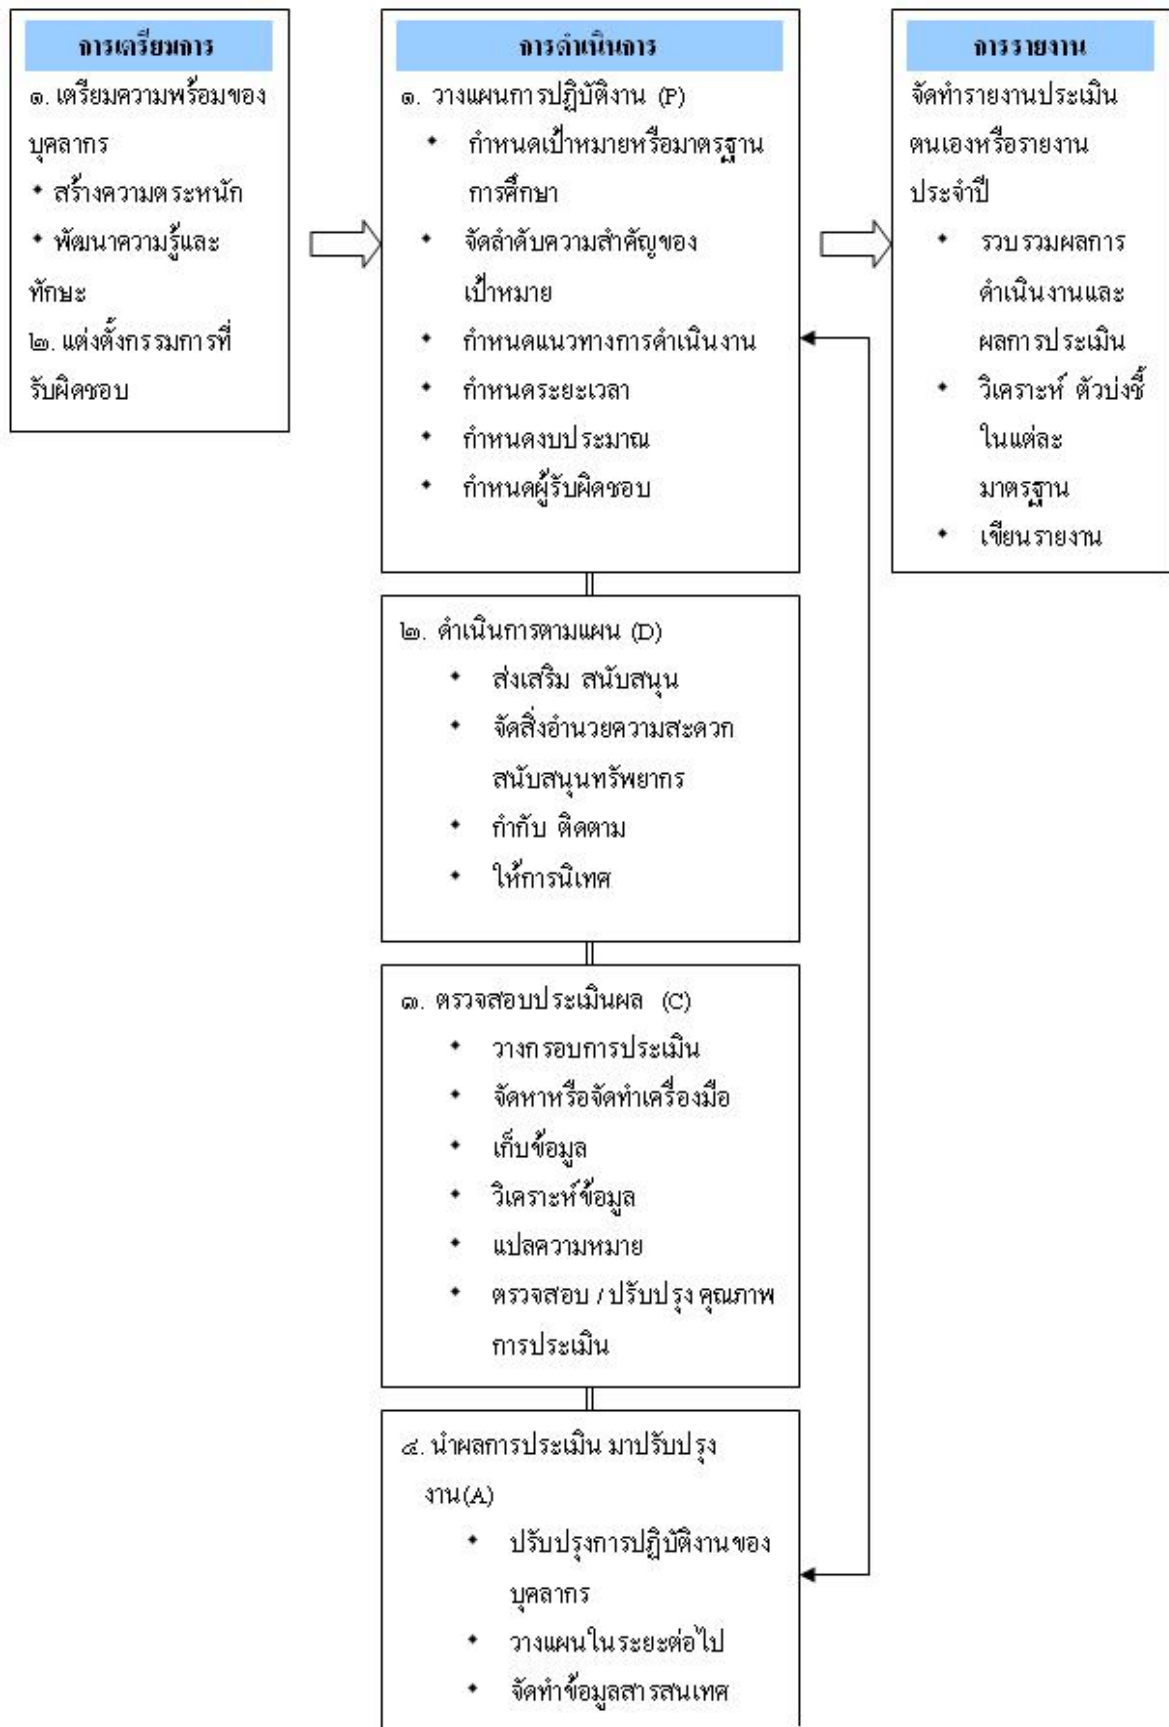 การเตรียมการ
๑. เตรียมความพร้อมของ
บุคลากร
* สร้างความตระหนัก
* พัฒนาความรู้และ
ทักษะ
๒. แต่งตั้งกรรมการที่
รับผิดชอบ
การดำเนินการ
๑. วางแผนการปฏิบัติงาน (P)
กำหนดเป้าหมายหรือมาตรฐาน
การศึกษา
จัดลำดับความสำคัญของ
เป้าหมาย
กำหนดแนวทางการดำเนินงาน
กำหนดระยะเวลา
กำหนดงบประมาณ
กำหนดผู้รับผิดชอบ
๒. ดำเนินการตามแผน (D)
ส่งเสริม สนับสนุน
จัดสิ่งอำนวยความสะดวก
สนับสนุนทรัพยากร
กำกับ ติดตาม
ให้การนิเทศ
๓. ตรวจสอบประเมินผล (C)
วางกรอบการประเมิน
จัดหาหรือจัดทำเครื่องมือ
เก็บข้อมูล
วิเคราะห์ข้อมูล
แปลความหมาย
ตรวจสอบ / ปรับปรุง คุณภาพ
การประเมิน
๔. นำผลการประเมิน มาปรับปรุง
งาน(A)
ปรับปรุงการปฏิบัติงานของ
บุคลากร
วางแผนในระยะต่อไป
จัดทำข้อมูลสารสนเทศ
การรายงาน
จัดทำรายงานประเมิน
ตนเองหรือรายงาน
ประจำปี
รวบรวมผลการ
ดำเนินงานและ
ผลการประเมิน
วิเคราะห์ ตัวบ่งชี้
ในแต่ละ
มาตรฐาน
เขียนรายงาน